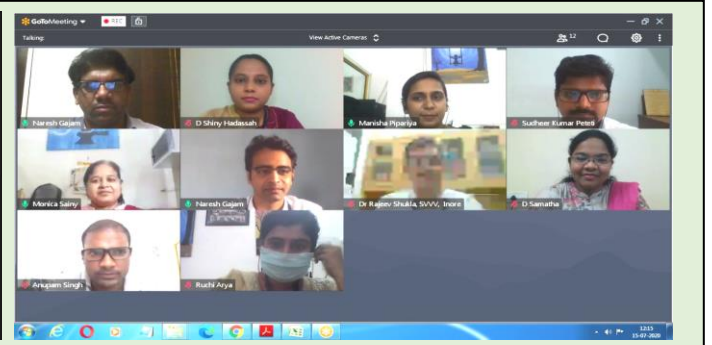 GoToMeeting
REC
Talking:
View Active Cameras
12
Naresh Gajam
D Shiny Hadassah
Manisha Pipariya
Sudheer Kumar Peteti
Monica Sainy
Naresh Gajam
Dr Rajeev Shukla, SVVV, Inore
D Samatha
Anupam Singh
Ruchi Arya
12:15
15-07-2020